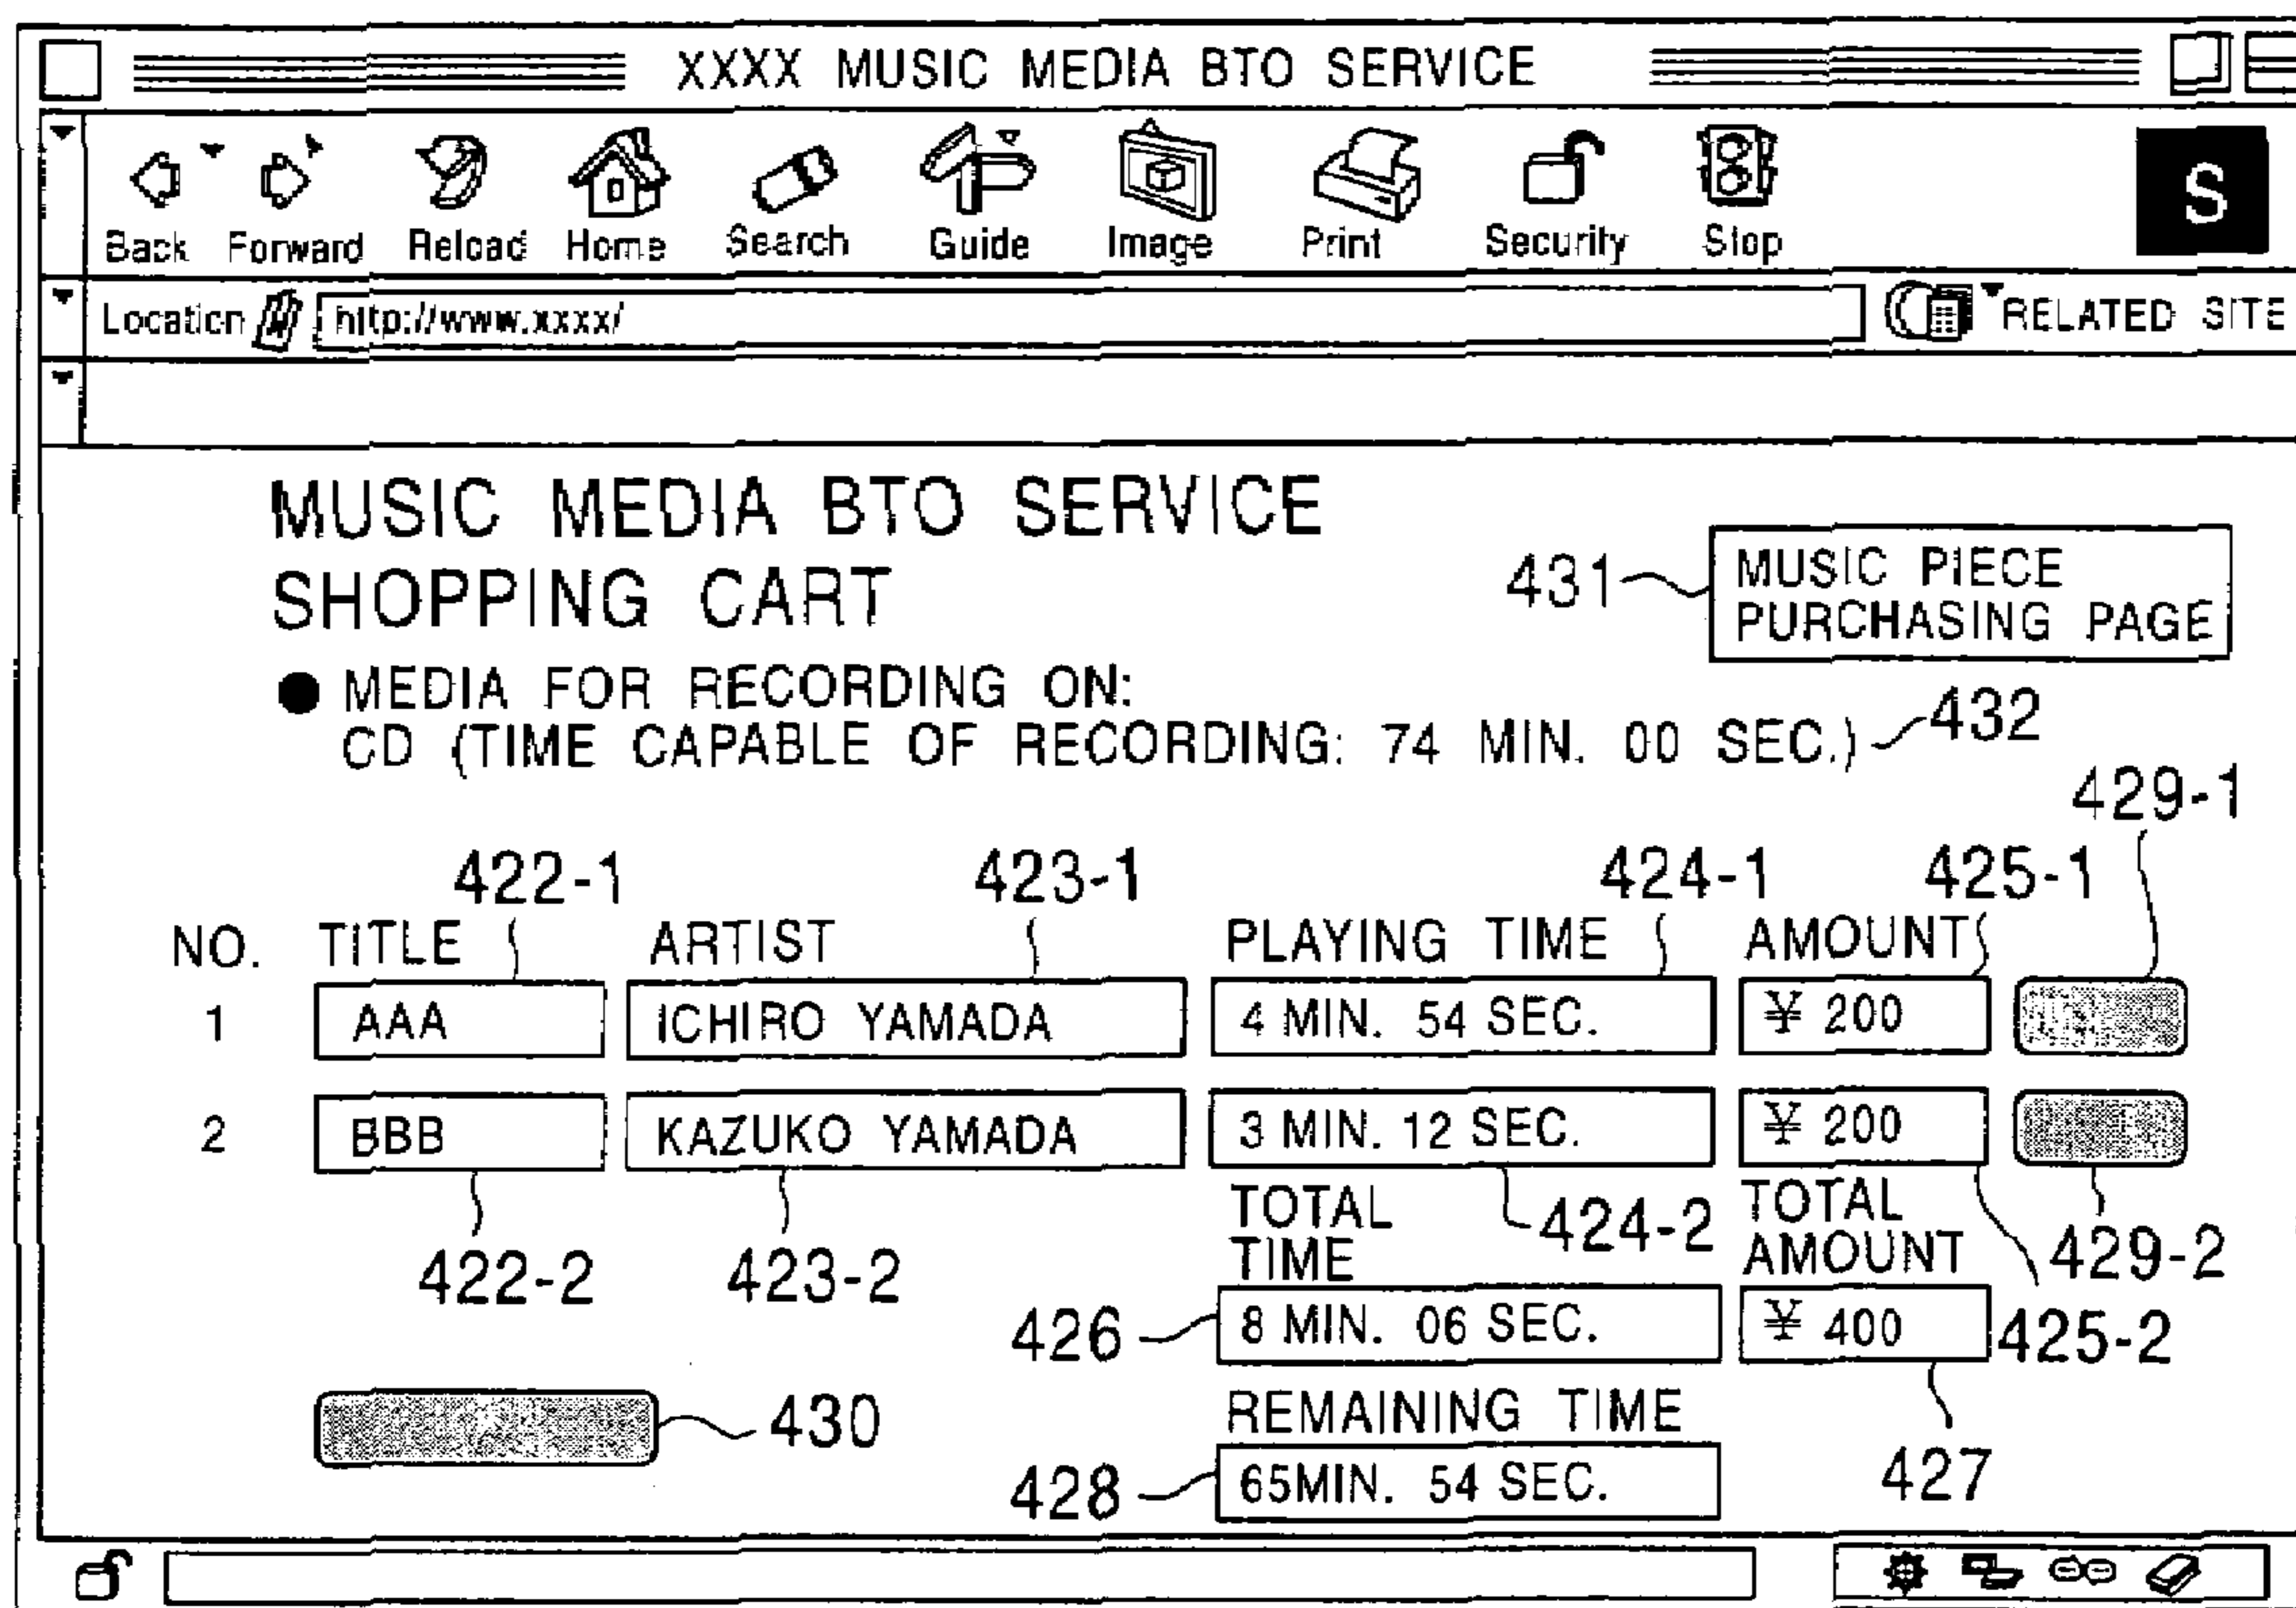 XXXX MUSIC MEDIA BTO SERVICE
Back Forward Reload Home Search Guide Image Print Security Stop
S
Location http://www.xxxx/ RELATED SITE
MUSIC MEDIA BTO SERVICE
SHOPPING CART
431
MUSIC PIECE
PURCHASING PAGE
● MEDIA FOR RECORDING ON:
CD (TIME CAPABLE OF RECORDING: 74 MIN. 00 SEC.) 432
429-1
422-1 423-1 424-1 425-1
NO. TITLE ARTIST PLAYING TIME AMOUNT
1 AAA ICHIRO YAMADA 4 MIN. 54 SEC. ¥ 200
2 BBB KAZUKO YAMADA 3 MIN. 12 SEC. ¥ 200
TOTAL
TIME
424-2
TOTAL
AMOUNT
429-2
422-2 423-2
426 8 MIN. 06 SEC. ¥ 400 425-2
430
REMAINING TIME
428 65MIN. 54 SEC. 427